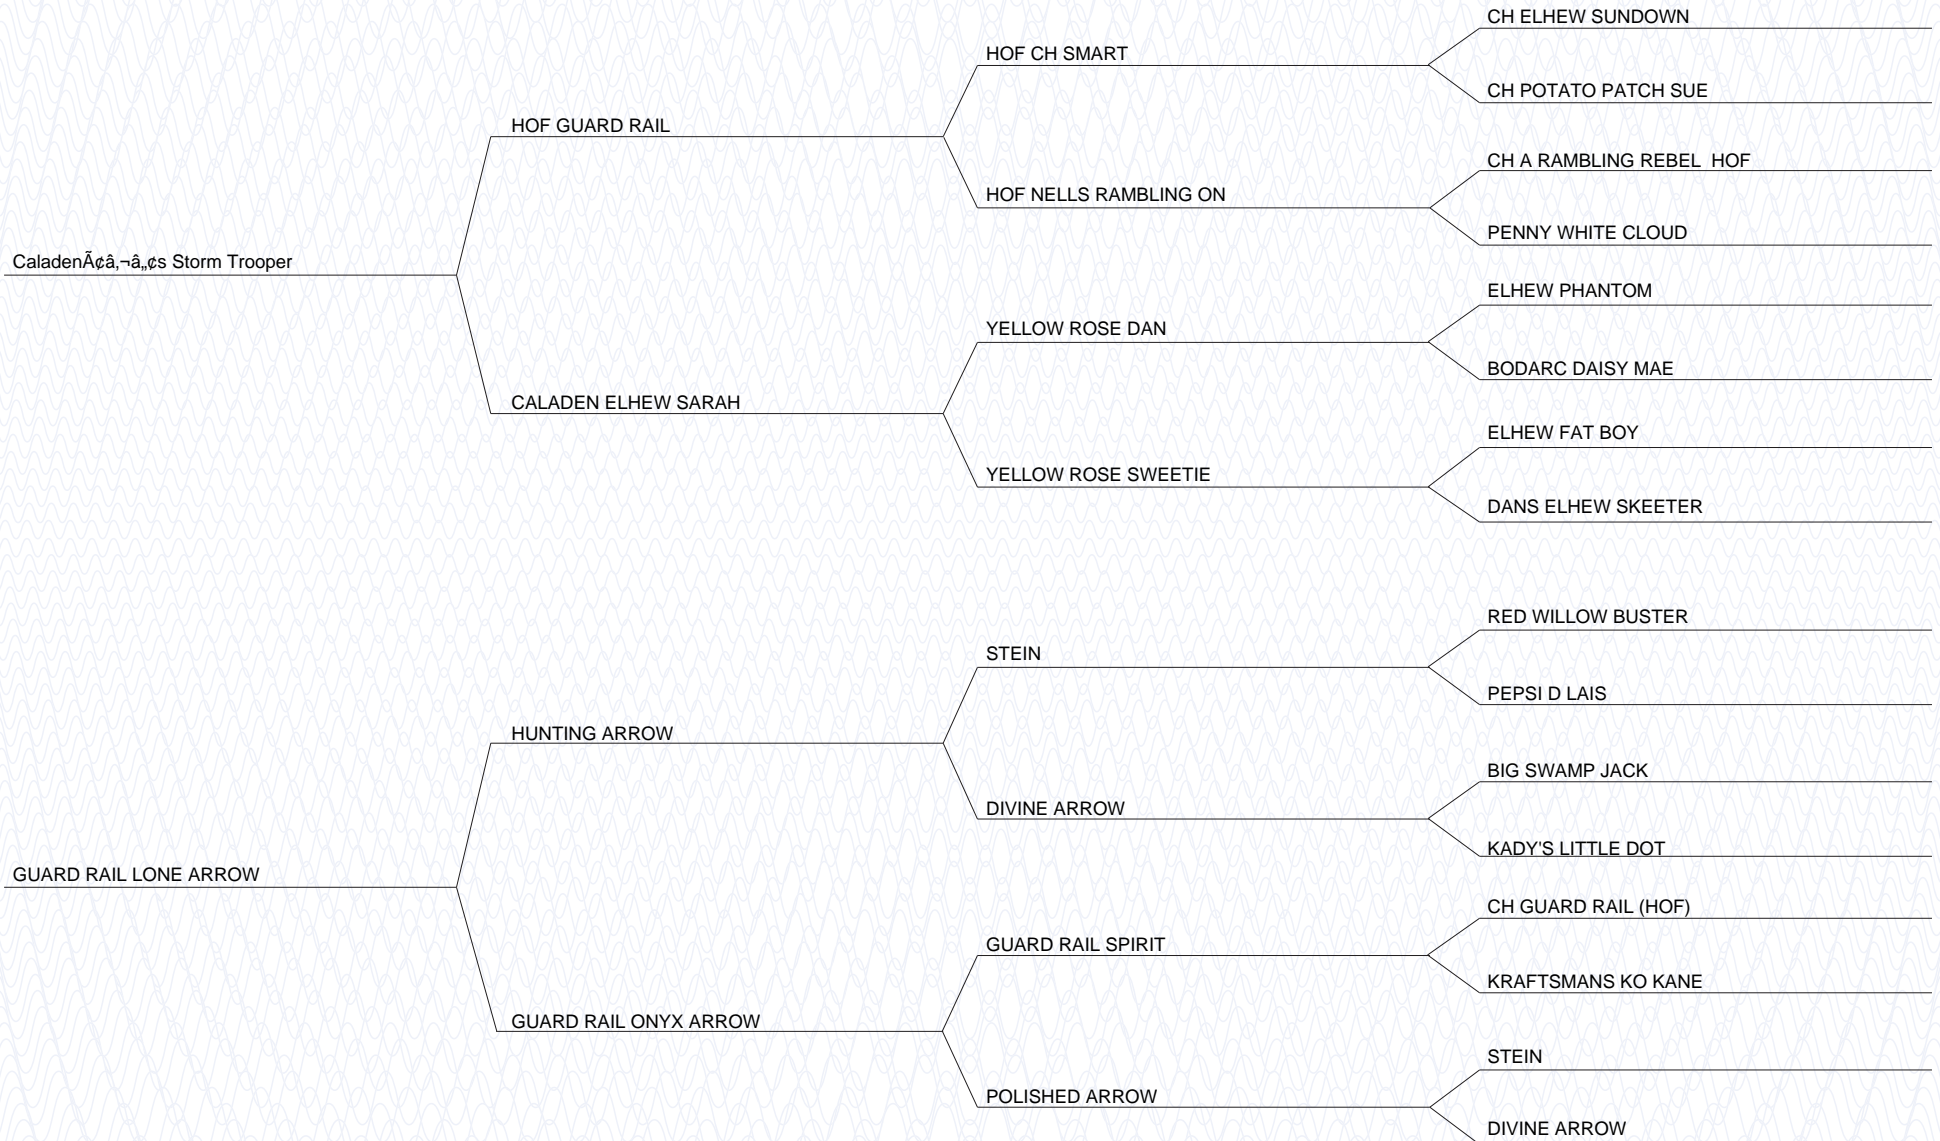 CH ELHEW SUNDOWN
HOF CH SMART
CH POTATO PATCH SUE
HOF GUARD RAIL
CH A RAMBLING REBEL  HOF
HOF NELLS RAMBLING ON
PENNY WHITE CLOUD
CaladenÃ¢â‚¬â„¢s Storm Trooper
ELHEW PHANTOM
YELLOW ROSE DAN
BODARC DAISY MAE
CALADEN ELHEW SARAH
ELHEW FAT BOY
YELLOW ROSE SWEETIE
DANS ELHEW SKEETER
RED WILLOW BUSTER
STEIN
PEPSI D LAIS
HUNTING ARROW
BIG SWAMP JACK
DIVINE ARROW
KADY'S LITTLE DOT
GUARD RAIL LONE ARROW
CH GUARD RAIL (HOF)
GUARD RAIL SPIRIT
KRAFTSMANS KO KANE
GUARD RAIL ONYX ARROW
STEIN
POLISHED ARROW
DIVINE ARROW